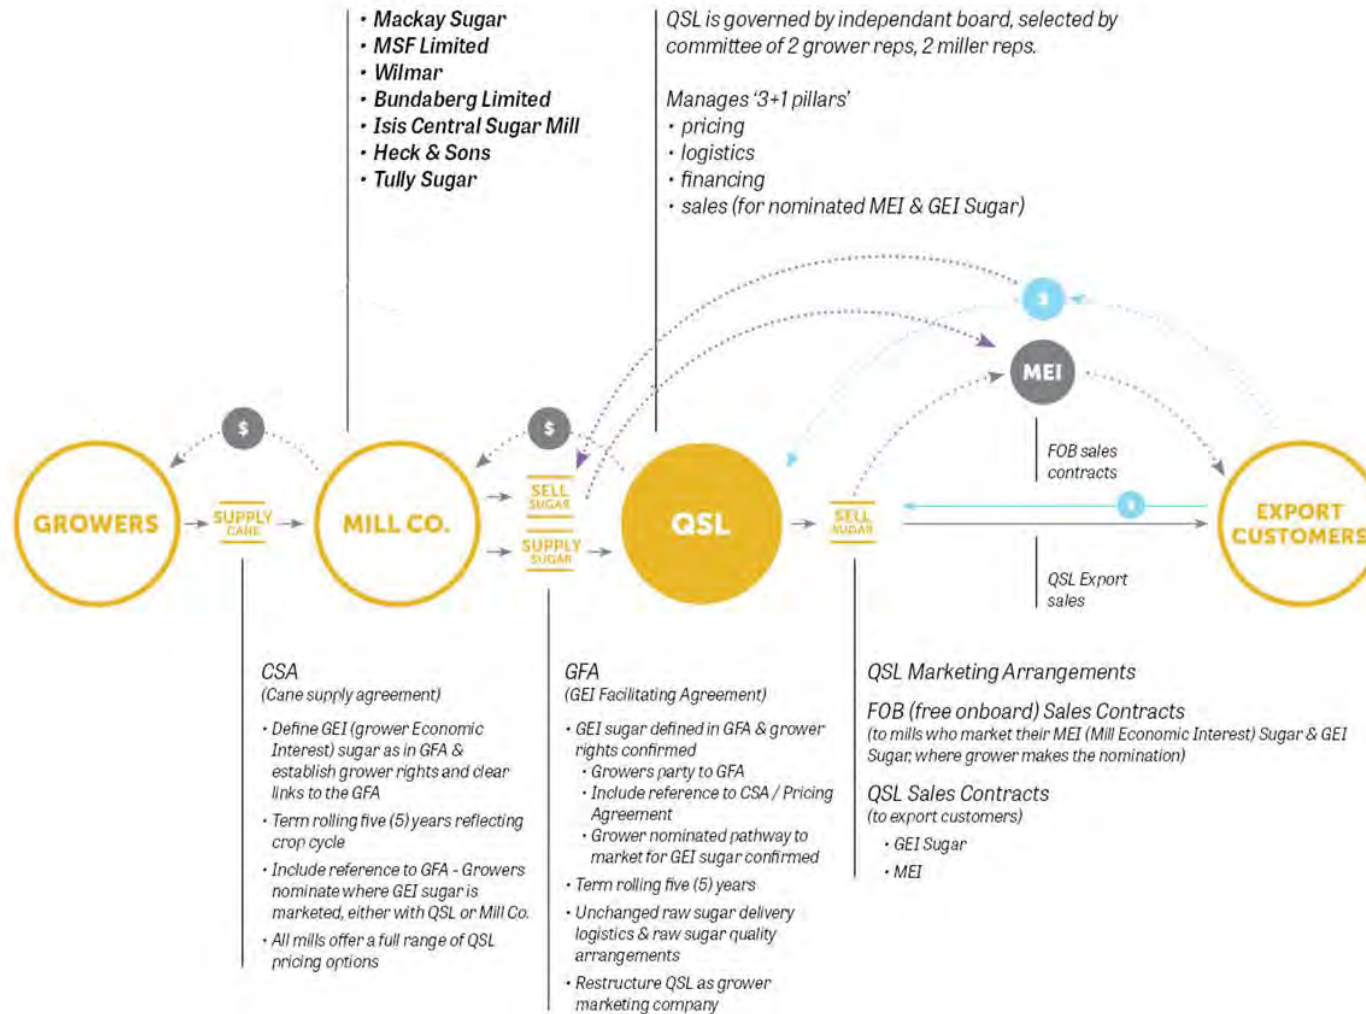 • Mackay Sugar
• MSF Limited
• Wilmar
• Bundaberg Limited
• Isis Central Sugar Mill
• Heck & Sons
• Tully Sugar
QSL is governed by independant board, selected by
committee of 2 grower reps, 2 miller reps.
Manages ‘3+1 pillars’
• pricing
• logistics
• financing
• sales (for nominated MEI & GEI Sugar)
$
MEI
$
$
FOB sales
contracts
GROWERS
SUPPLY
CANE
MILL CO.
SELL
SUGAR
SUPPLY
SUGAR
QSL
SELL
SUGAR
$
EXPORT
CUSTOMERS
QSL Export
sales
CSA
(Cane supply agreement)
• Define GEI (grower Economic
Interest) sugar as in GFA &
establish grower rights and clear
links to the GFA
• Term rolling five (5) years reflecting
crop cycle
• Include reference to GFA - Growers
nominate where GEI sugar is
marketed, either with QSL or Mill Co.
• All mills offer a full range of QSL
pricing options
GFA
(GEI Facilitating Agreement)
• GEI sugar defined in GFA & grower
rights confirmed
• Growers party to GFA
• Include reference to CSA / Pricing
Agreement
• Grower nominated pathway to
market for GEI sugar confirmed
• Term rolling five (5) years
• Unchanged raw sugar delivery
logistics & raw sugar quality
arrangements
• Restructure QSL as grower
marketing company
QSL Marketing Arrangements
FOB (free onboard) Sales Contracts
(to mills who market their MEI (Mill Economic Interest) Sugar & GEI
Sugar, where grower makes the nomination)
QSL Sales Contracts
(to export customers)
• GEI Sugar
• MEI